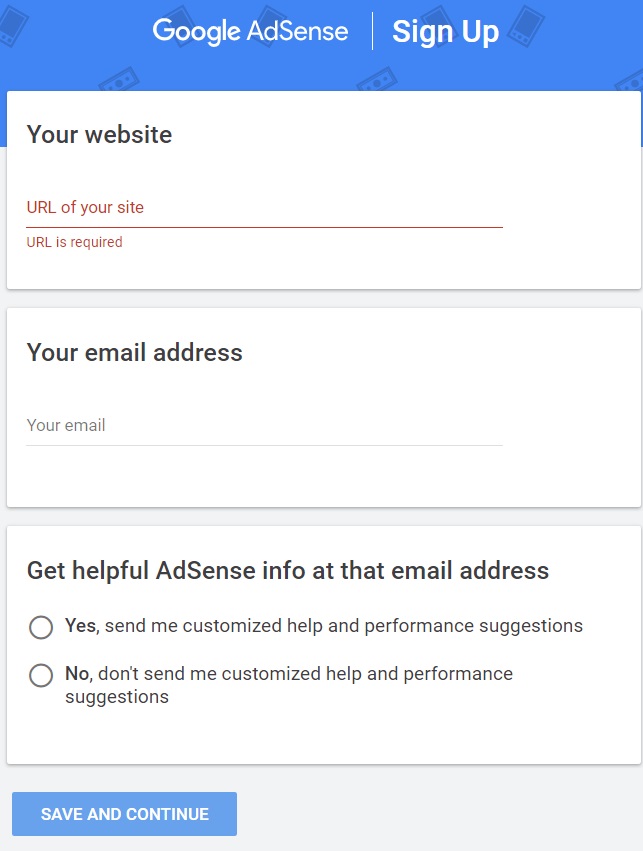 Google AdSense | Sign Up
Your website
URL of your site
URL is required
Your email address
Your email
Get helpful AdSense info at that email address
Yes, send me customized help and performance suggestions
No, don't send me customized help and performance
suggestions
SAVE AND CONTINUE